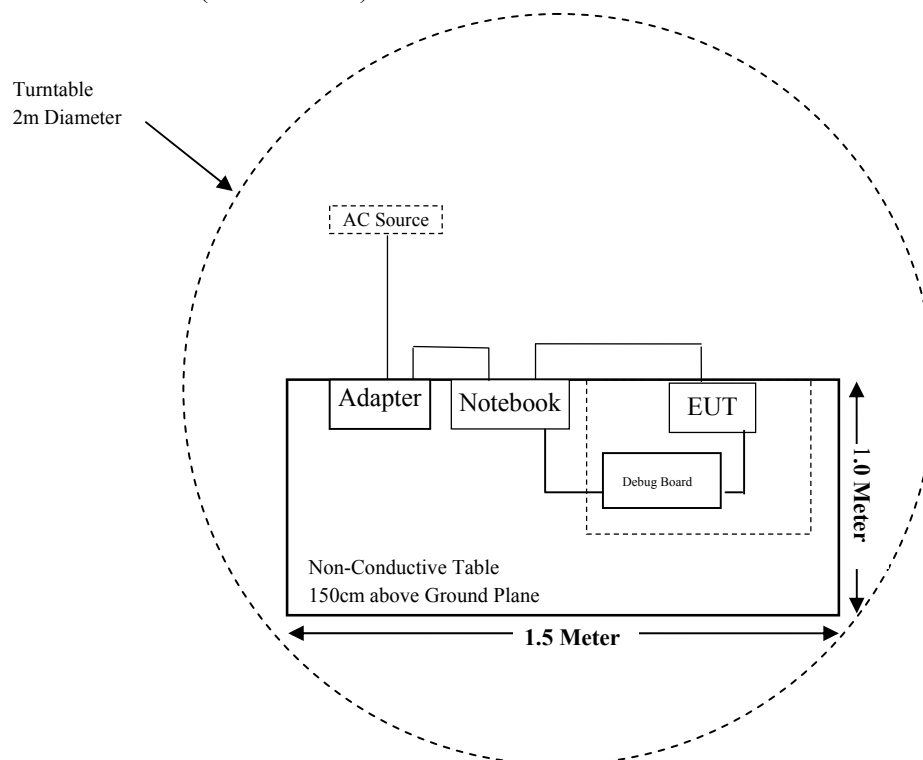 Turntable
2m Diameter
AC Source
Adapter
Notebook
EUT
Debug Board
1.0 Meter
Non-Conductive Table
150cm above Ground Plane
1.5 Meter